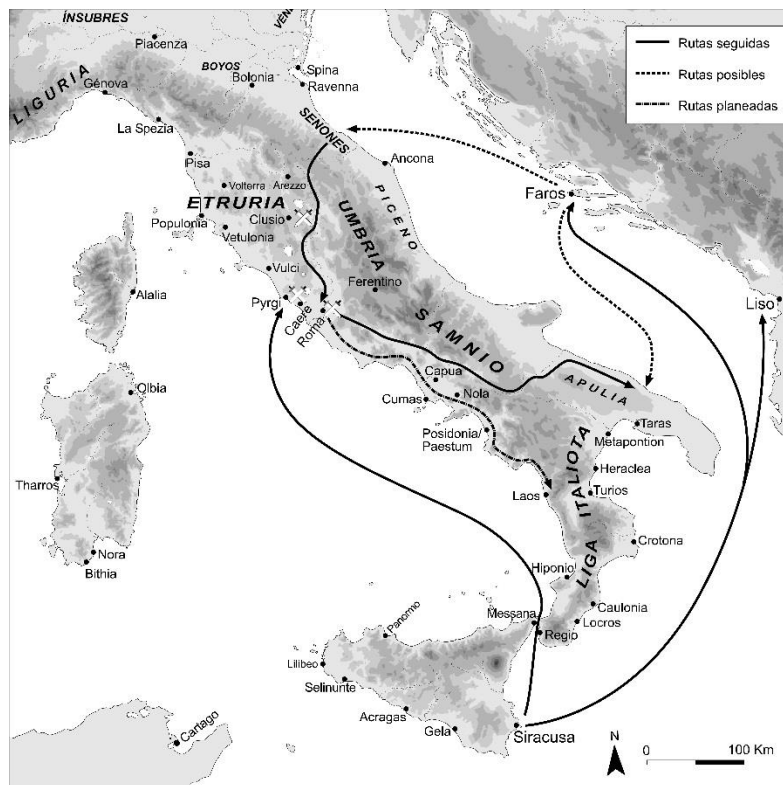 ÍNSUBRES
VÉN
Piacenza
Rutas seguidas
Rutas posibles
Rutas planeadas
BOYOS
Spina
Bolonia
Ravenna
Génova
LIGURIA
La Spezia
SENONES
Pisa
Ancona
Arezzo
Volterra
ETRURIA
PICENO
Faros
Clusio
Populonia
UMBRIA
Vetulonia
Vulci
Ferentino
Alalia
Pyrgi
Caere
Roma
Liso
SAMNIO
Capua
APULIA
Olbia
Cumas
Nola
Taras
Posidonia/
Paestum
Metapontion
Heraclea
Tharros
Laos
Turios
LIGA ITALIOTA
Crotona
Nora
Bithia
Hiponio
Caulonia
Messana
Locros
Panormo
Regio
Lilibeo
Selinunte
Acragas
Siracusa
Gela
Cartago
N
0 100 Km